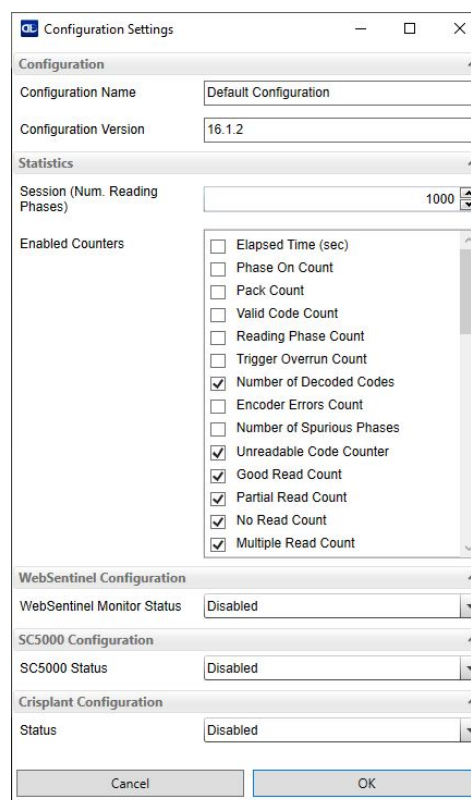 Configuration Settings
Configuration
Configuration Name
Default Configuration
Configuration Version
16.1.2
Statistics
Session (Num. Reading
Phases)
1000
Enabled Counters
Elapsed Time (sec)
Phase On Count
Pack Count
Valid Code Count
Reading Phase Count
Trigger Overrun Count
Number of Decoded Codes
Encoder Errors Count
Number of Spurious Phases
Unreadable Code Counter
Good Read Count
Partial Read Count
No Read Count
Multiple Read Count
WebSentinel Configuration
WebSentinel Monitor Status
Disabled
SC5000 Configuration
SC5000 Status
Disabled
Crisplant Configuration
Status
Disabled
Cancel
OK